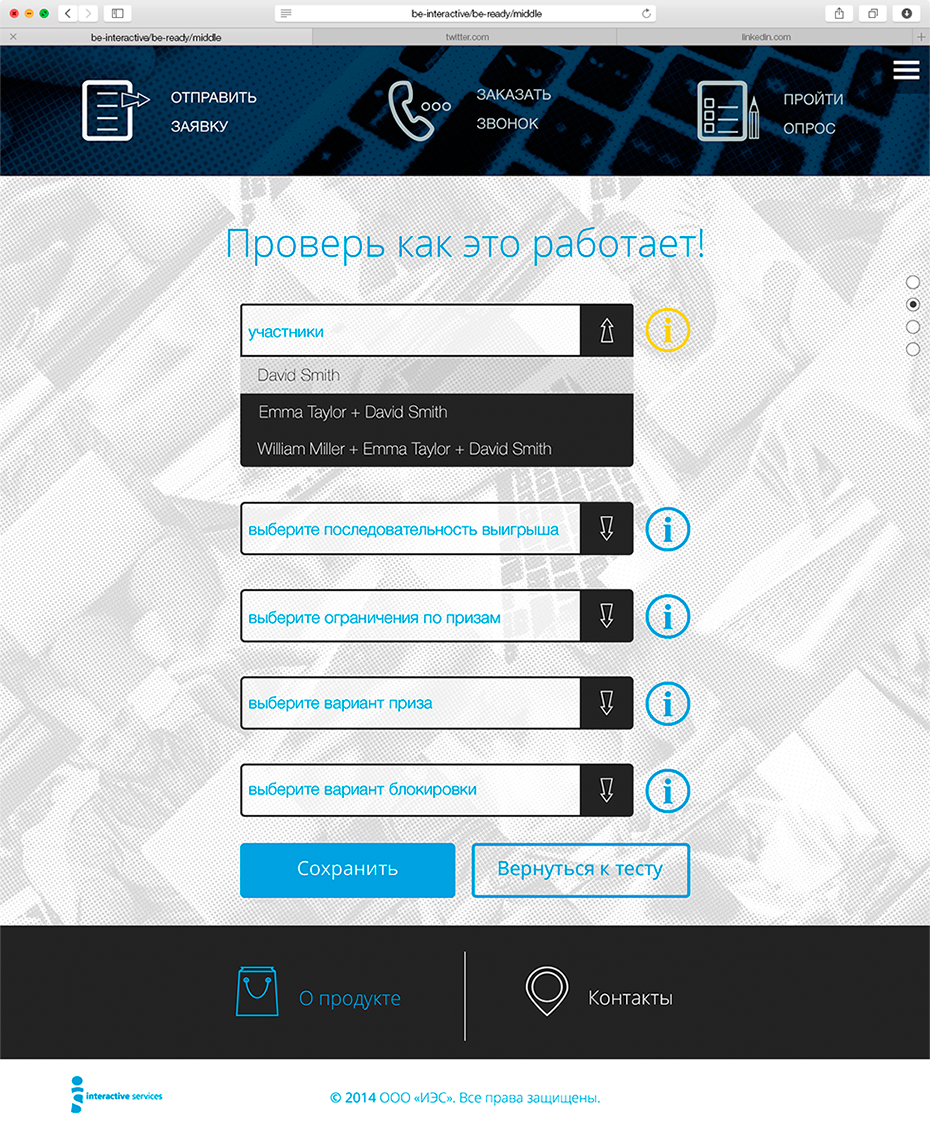 be-interactive/be-ready/middle
be-interactive/be-ready/middle
twitter.com
linkedin.com
ОТПРАВИТЬ
ЗАЯВКУ
ЗАКАЗАТЬ
ЗВОНОК
ПРОЙТИ
ОПРОС
Проверь как это работает!
участники
David Smith
Emma Taylor + David Smith
William Miller + Emma Taylor + David Smith
выберите последовательность выигрыша
выберите ограничения по призам
выберите вариант приза
выберите вариант блокировки
Сохранить
Вернуться к тесту
О продукте
Контакты
interactive services
© 2014 ООО «ИЭС». Все права защищены.